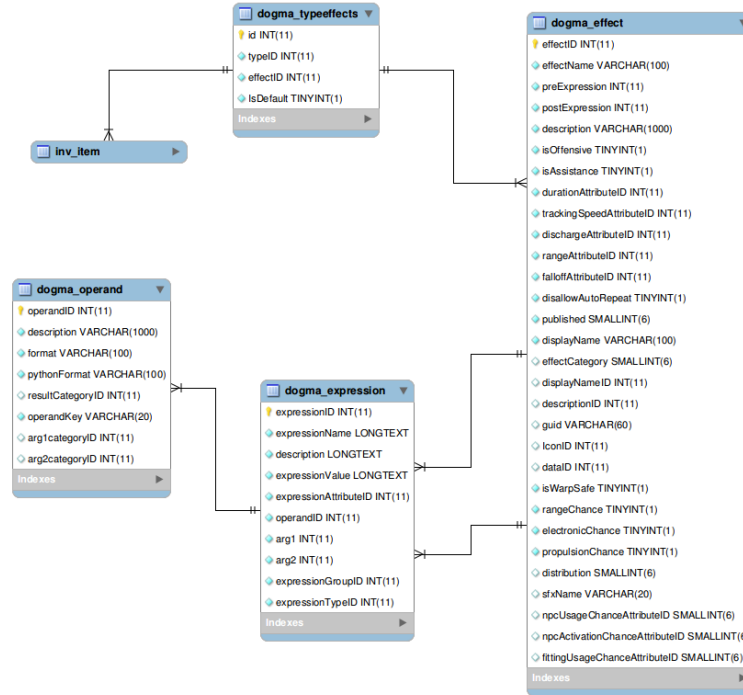 dogma_typeeffects
id INT(11)
typeID INT(11)
effectID INT(11)
IsDefault TINYINT(1)
Indexes
inv_item
dogma_effect
effectID INT(11)
effectName VARCHAR(100)
preExpression INT(11)
postExpression INT(11)
description VARCHAR(1000)
isOffensive TINYINT(1)
isAssistance TINYINT(1)
durationAttributeID INT(11)
trackingSpeedAttributeID INT(11)
dischargeAttributeID INT(11)
rangeAttributeID INT(11)
falloffAttributeID INT(11)
disallowAutoRepeat TINYINT(1)
published SMALLINT(6)
displayName VARCHAR(100)
effectCategory SMALLINT(6)
displayNameID INT(11)
descriptionID INT(11)
guid VARCHAR(60)
IconID INT(11)
dataID INT(11)
isWarpSafe TINYINT(1)
rangeChance TINYINT(1)
electronicChance TINYINT(1)
propulsionChance TINYINT(1)
distribution SMALLINT(6)
sfxName VARCHAR(20)
npcUsageChanceAttributeID SMALLINT(6)
npcActivationChanceAttributeID SMALLINT(6
fittingUsageChanceAttributeID SMALLINT(6)
Indexes
dogma_operand
operandID INT(11)
description VARCHAR(1000)
format VARCHAR(100)
pythonFormat VARCHAR(100)
resultCategoryID INT(11)
operandKey VARCHAR(20)
arg1categoryID INT(11)
arg2categoryID INT(11)
Indexes
dogma_expression
expressionID INT(11)
expressionName LONGTEXT
description LONGTEXT
expressionValue LONGTEXT
expressionAttributeID INT(11)
operandID INT(11)
arg1 INT(11)
arg2 INT(11)
expressionGroupID INT(11)
expressionTypeID INT(11)
Indexes